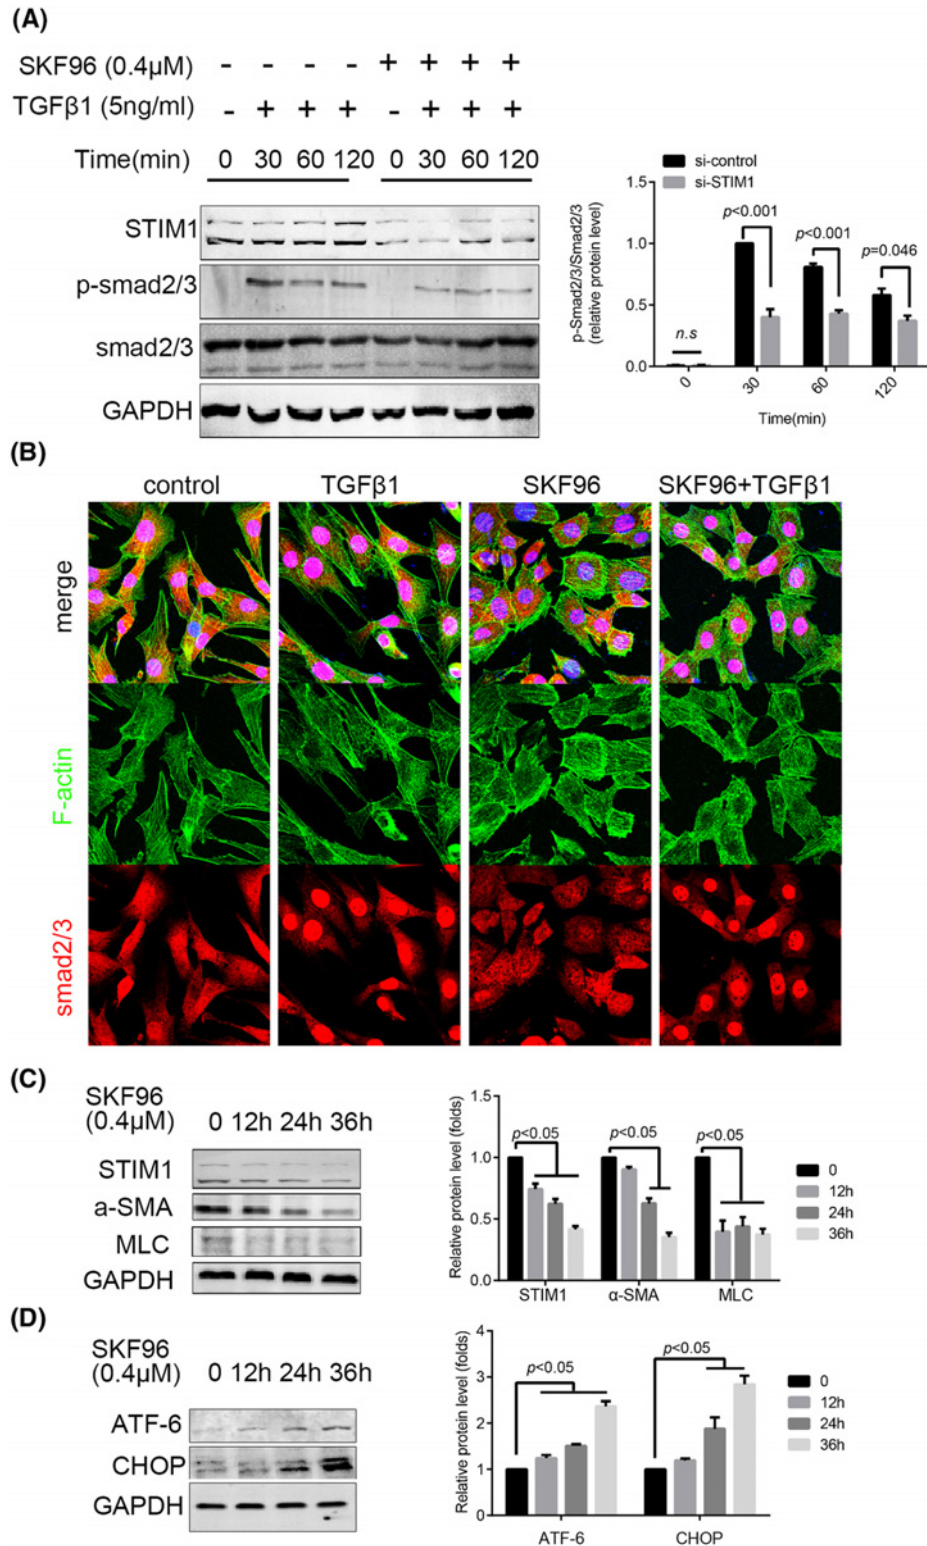 (A)
SKF96 (0.4μM) - - - - + + + +
TGFβ1 (5ng/ml) - + + + - + + +
Time(min) 0 30 60 120 0 30 60 120
STIM1
p-smad2/3
smad2/3
GAPDH
si-control
si-STIM1
p-Smad2/3/Smad2/3
(relative protein level)
1.5
1.0
0.5
0.0
n.s
p<0.001
p<0.001
p=0.046
0 30 60 120
Time(min)
(B)
control TGFβ1 SKF96 SKF96+TGFβ1
merge
F-actin
smad2/3
(C)
SKF96
(0.4μM) 0 12h 24h 36h
STIM1
a-SMA
MLC
GAPDH
Relative protein level (folds)
1.5
1.0
0.5
0.0
p<0.05 p<0.05 p<0.05
STIM1 α-SMA MLC
0
12h
24h
36h
(D)
SKF96
(0.4μM) 0 12h 24h 36h
ATF-6
CHOP
GAPDH
Relative protein level (folds)
4
3
2
1
0
p<0.05 p<0.05
ATF-6 CHOP
0
12h
24h
36h